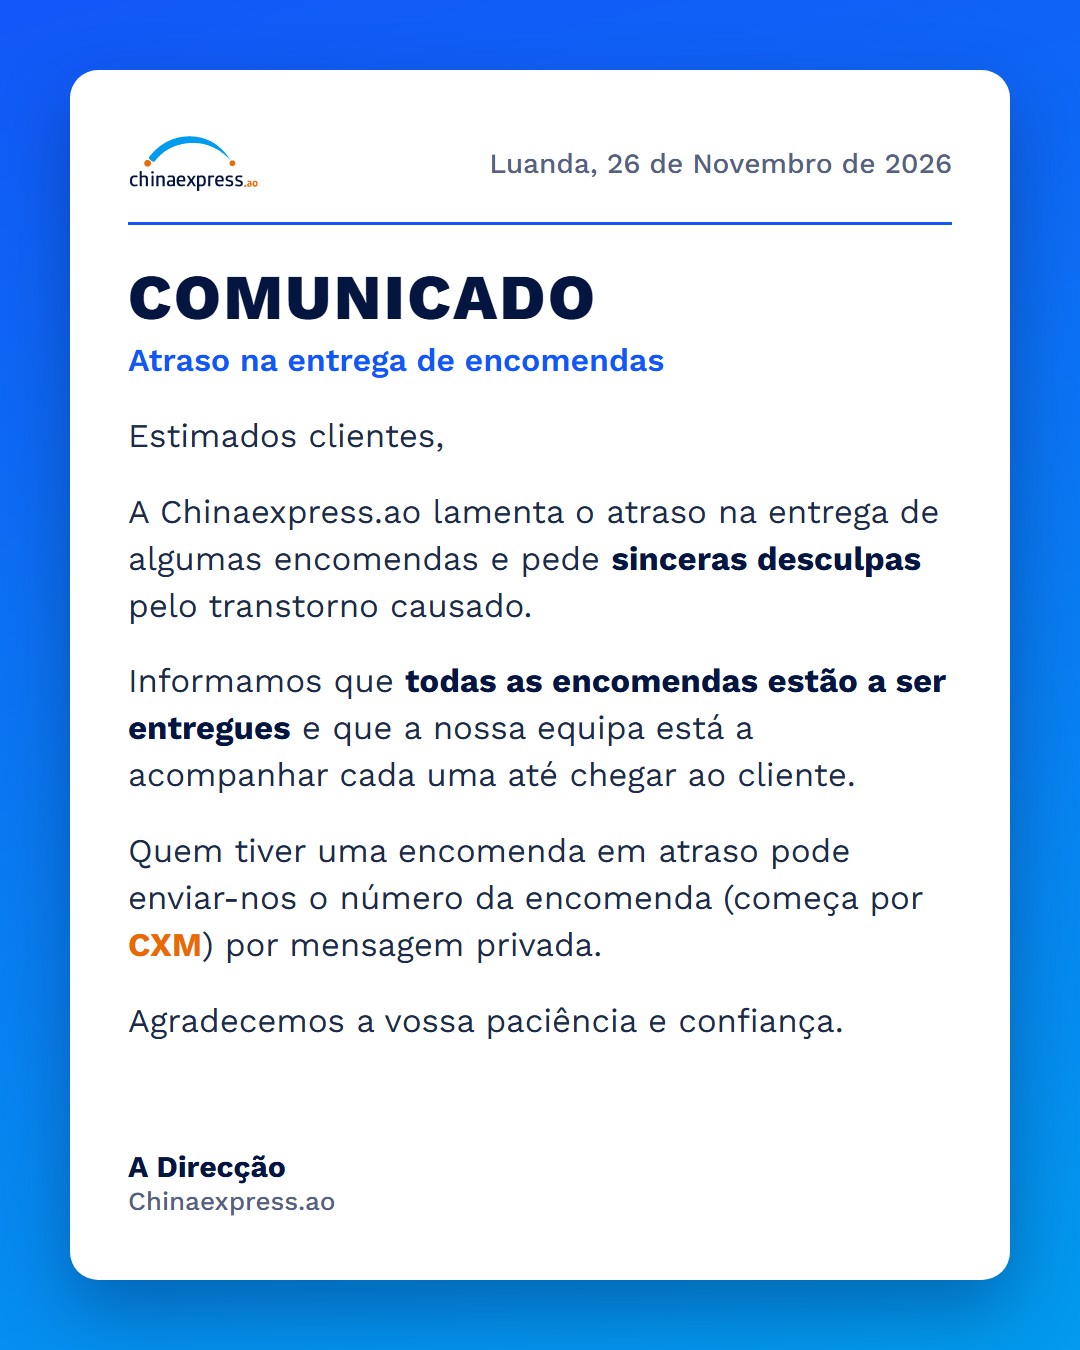 chinaexpress.ao
Luanda, 26 de Novembro de 2026
COMUNICADO
Atraso na entrega de encomendas
Estimados clientes,
A Chinaexpress.ao lamenta o atraso na entrega de
algumas encomendas e pede sinceras desculpas
pelo transtorno causado.
Informamos que todas as encomendas estão a ser
entregues e que a nossa equipa está a
acompanhar cada uma até chegar ao cliente.
Quem tiver uma encomenda em atraso pode
enviar-nos o número da encomenda (começa por
CXM) por mensagem privada.
Agradecemos a vossa paciência e confiança.
A Direcção
Chinaexpress.ao